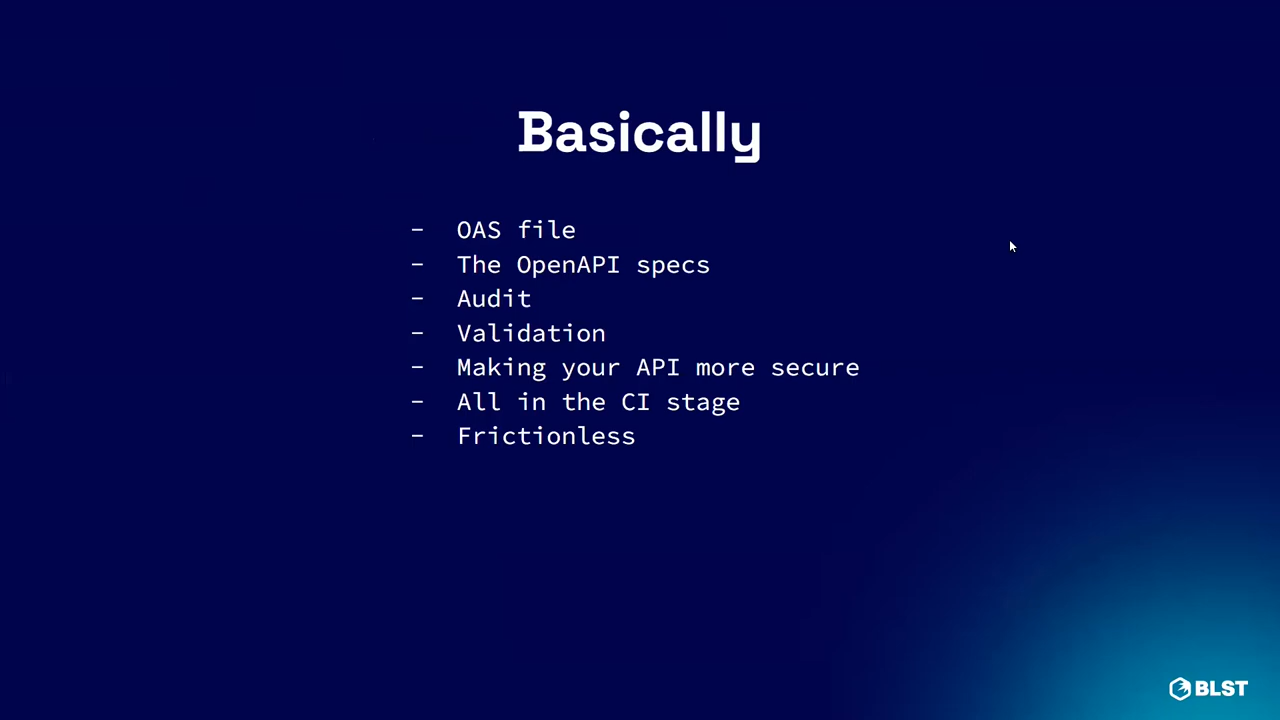 Basically
- OAS file
- The OpenAPI specs
- Audit
- Validation
- Making your API more secure
- All in the CI stage
- Frictionless
BLST